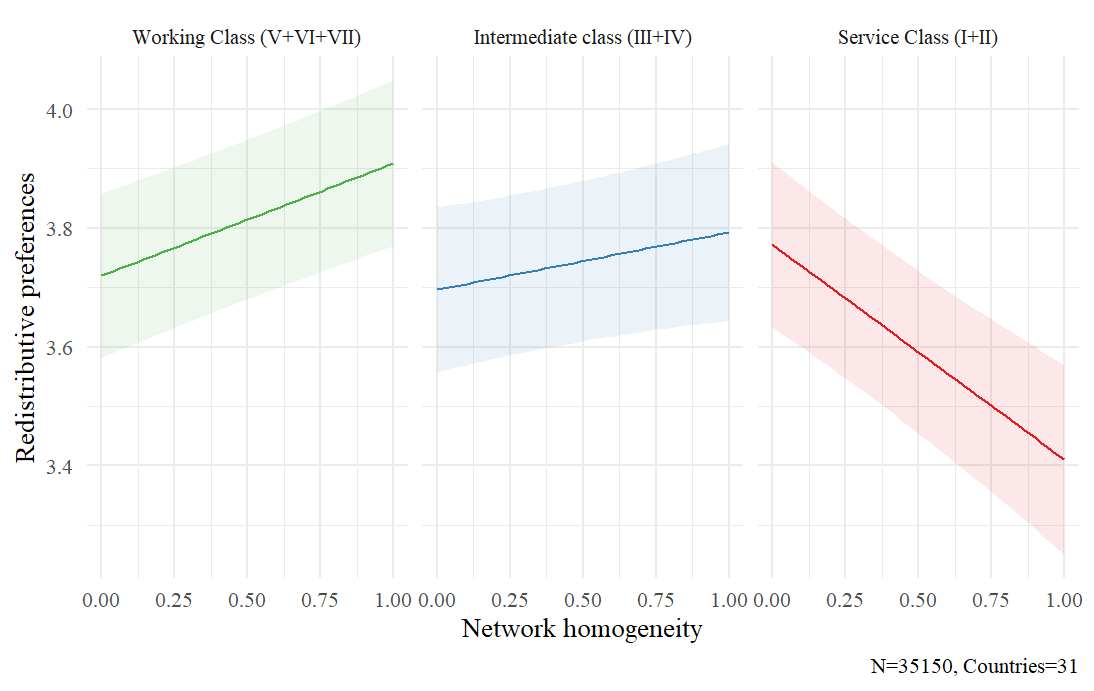 Working Class (V+VI+VII) Intermediate class (III+IV) Service Class (I+II)
Redistributive preferences
4.0
3.8
3.6
3.4
0.00 0.25 0.50 0.75 1.00 0.00 0.25 0.50 0.75 1.00 0.00 0.25 0.50 0.75 1.00
Network homogeneity
N=35150, Countries=31